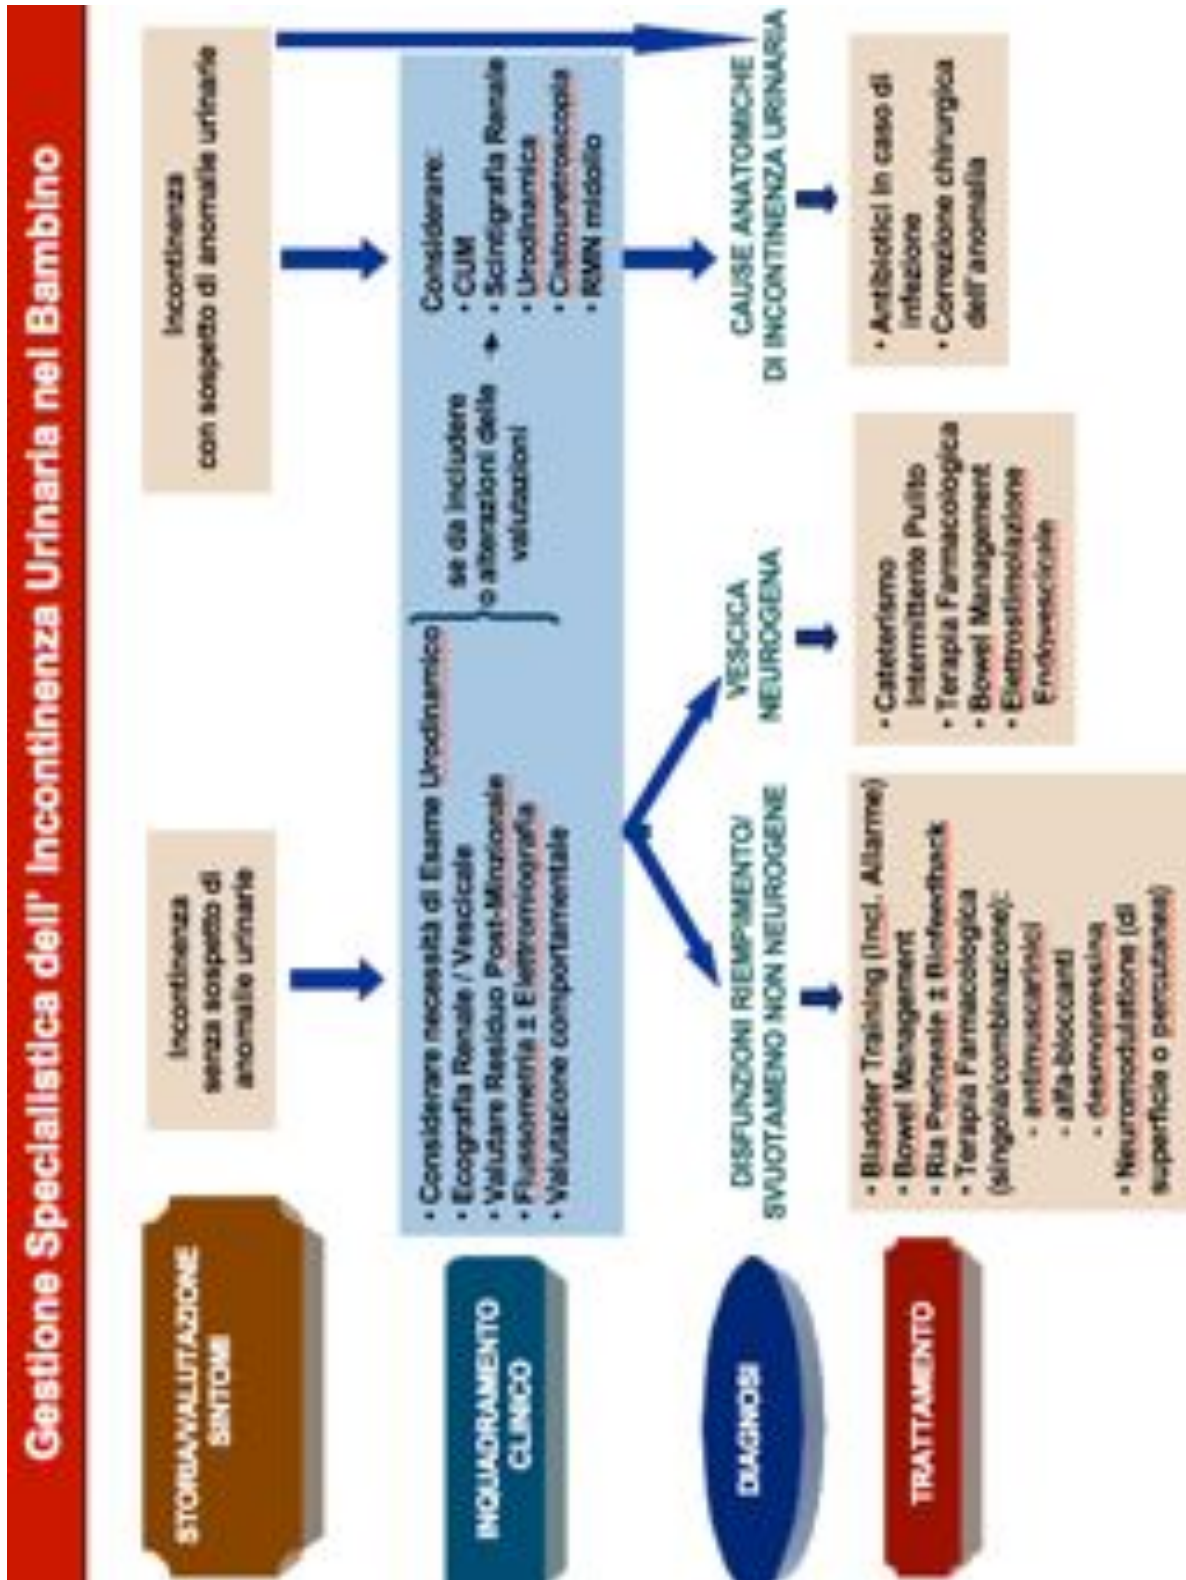 Gestione Specialistica dell' Incontinenza Urinaria nel Bambino
STORIA/VALUTAZIONE
SINTOMI
Incontinenza
senza sospetto di
anomalie urinarie
Incontinenza
con sospetto di anomalie urinarie
INQUADRAMENTO
CLINICO
• Considerare necessità di Esame Urodinamico
• Ecografia Renale / Vescicale
• Valutare Residuo Post-Minzionale
• Flussometria ± Elettromiografia
• Valutazione comportamentale
se da includere
o alterazioni delle
valutazioni
Considerare:
• CUM
• Scintigrafia Renale
• Urodinamica
• Cistouretroscopia
• RMN midollo
DIAGNOSI
DISFUNZIONI RIEMPIMENTO/
SVUOTAMENO NON NEUROGENE
VESCICA
NEUROGENA
CAUSE ANATOMICHE
DI INCONTINENZA URINARIA
TRATTAMENTO
• Bladder Training (Incl. Allarme)
• Bowel Management
• Ria Perineale ± Biofeedback
• Terapia Farmacologica
(singola/combinazione):
- antimuscarinici
- alfa-bloccanti
- desmopressina
• Neuromodulatione (di
superficie o percutanea)
• Cateterismo
Intermittente Pulito
• Terapia Farmacologica
• Bowel Management
• Elettrostimolazione
Endovescicale
• Antibiotici in caso di
infezione
• Correzione chirurgica
dell'anomalia